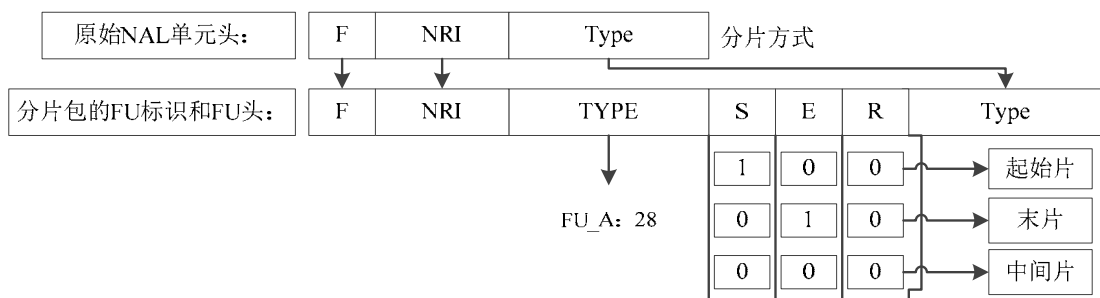 原始NAL单元头： F NRI Type 分片方式
分片包的FU标识和FU头： F NRI TYPE S E R Type
1 0 0 起始片
FU_A：28 0 1 0 末片
0 0 0 中间片